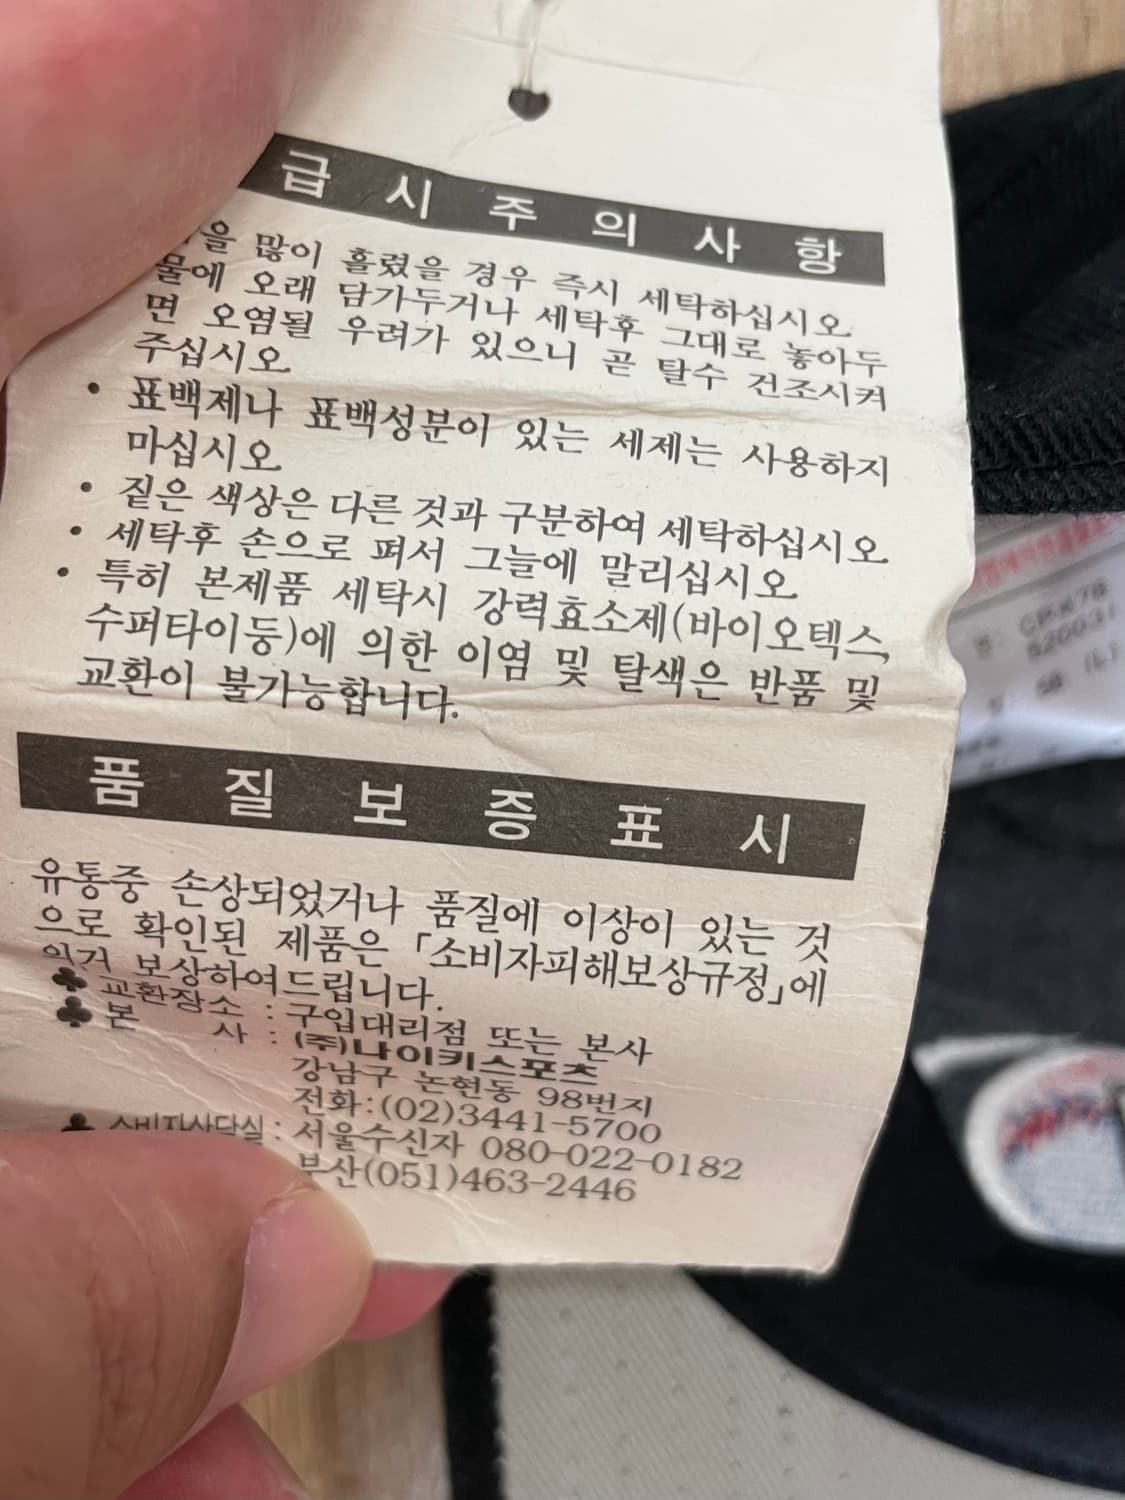 급 시 주 의 사 항
을 많이 흘렸을 경우 즉시 세탁하십시오.
물에 오래 담가두거나 세탁후 그대로 놓아두
면 오염될 우려가 있으니 곧 탈수 건조시켜
주십시오.
• 표백제나 표백성분이 있는 세제는 사용하지
마십시오.
• 짙은 색상은 다른 것과 구분하여 세탁하십시오.
• 세탁후 손으로 펴서 그늘에 말리십시오.
• 특히 본제품 세탁시 강력효소제(바이오텍스,
수퍼타이등)에 의한 이염 및 탈색은 반품 및
교환이 불가능합니다.
품 질 보 증 표 시
유통중 손상되었거나 품질에 이상이 있는 것
으로 확인된 제품은 「소비자피해보상규정」에
의거 보상하여드립니다.
♣ 교환장소 : 구입대리점 또는 본사
♣ 본 사 : (주)나이키스포츠
강남구 논현동 98번지
전화:(02)3441-5700
♣ 소비자상담실 : 서울수신자 080-022-0182
부산(051)463-2446
(L)